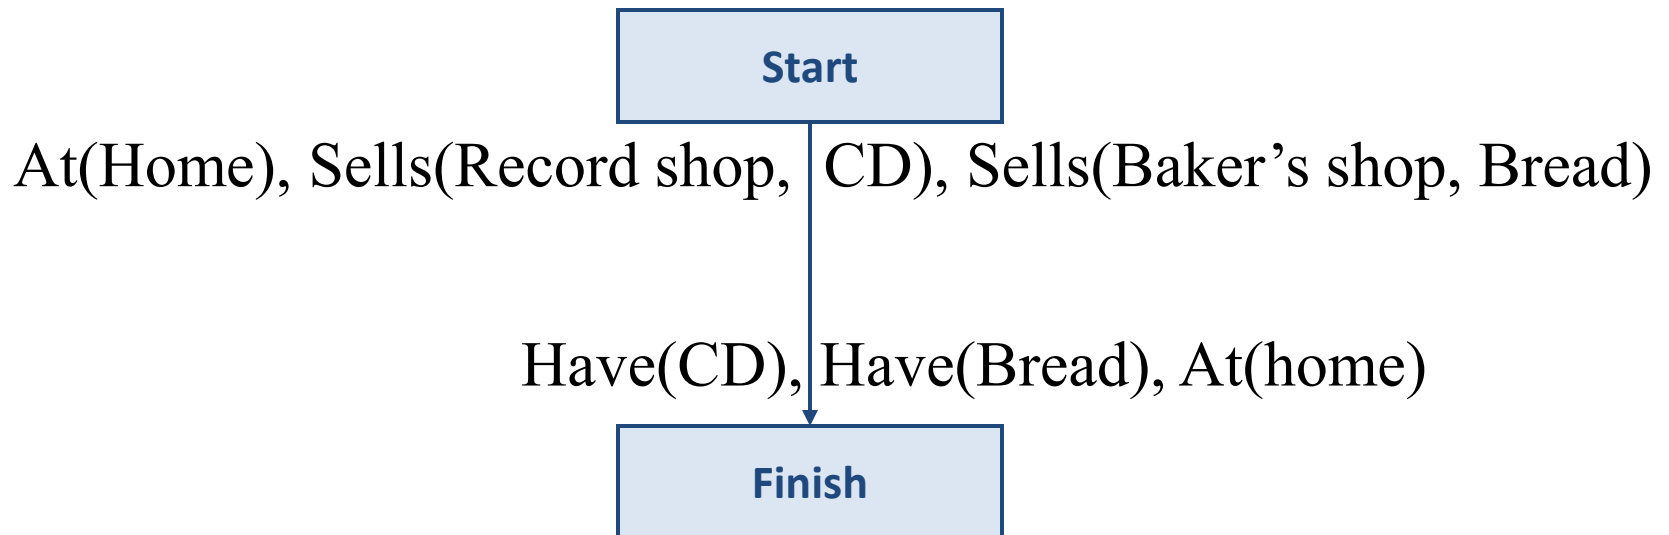 Start
At(Home), Sells(Record shop, CD), Sells(Baker’s shop, Bread)
Have(CD), Have(Bread), At(home)
Finish